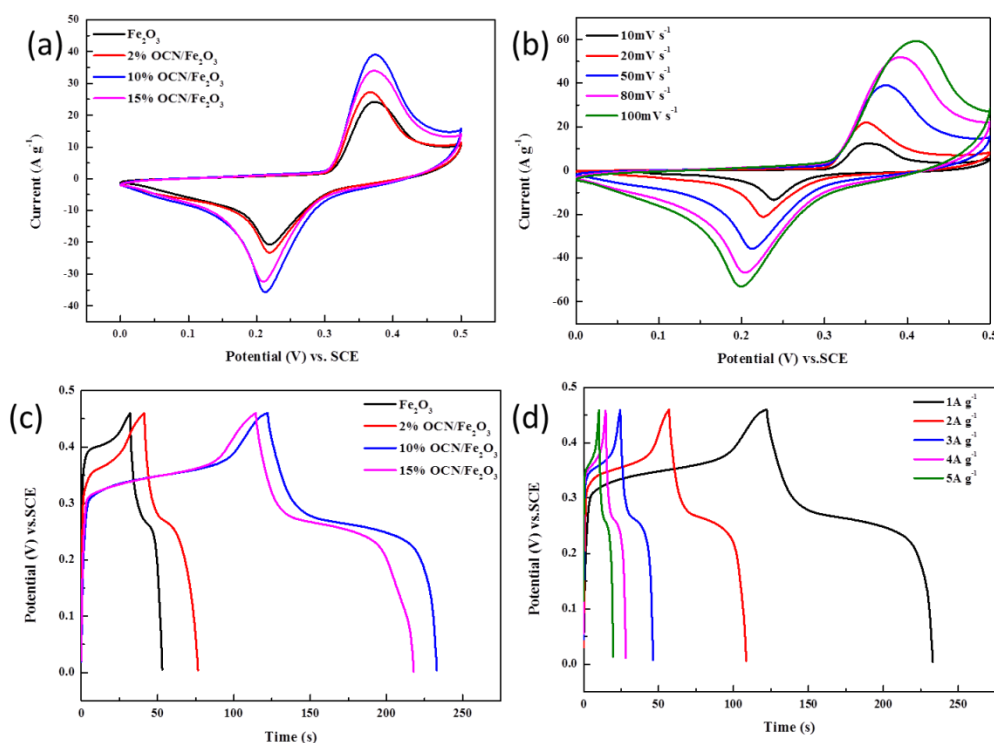 (a)
Fe₂O₃
2% OCN/Fe₂O₃
10% OCN/Fe₂O₃
15% OCN/Fe₂O₃
50
40
30
20
10
0
-10
-20
-30
-40
Current (A g⁻¹)
0.0 0.1 0.2 0.3 0.4 0.5
Potential (V) vs. SCE
(b)
10mV s⁻¹
20mV s⁻¹
50mV s⁻¹
80mV s⁻¹
100mV s⁻¹
60
40
20
0
-20
-40
-60
Current (A g⁻¹)
0.0 0.1 0.2 0.3 0.4 0.5
Potential (V) vs.SCE
(c)
Fe₂O₃
2% OCN/Fe₂O₃
10% OCN/Fe₂O₃
15% OCN/Fe₂O₃
0.5
0.4
0.3
0.2
0.1
0.0
Potential (V) vs.SCE
0 50 100 150 200 250
Time (s)
(d)
1A g⁻¹
2A g⁻¹
3A g⁻¹
4A g⁻¹
5A g⁻¹
0.5
0.4
0.3
0.2
0.1
0.0
Potential (V) vs.SCE
0 50 100 150 200 250
Time (s)